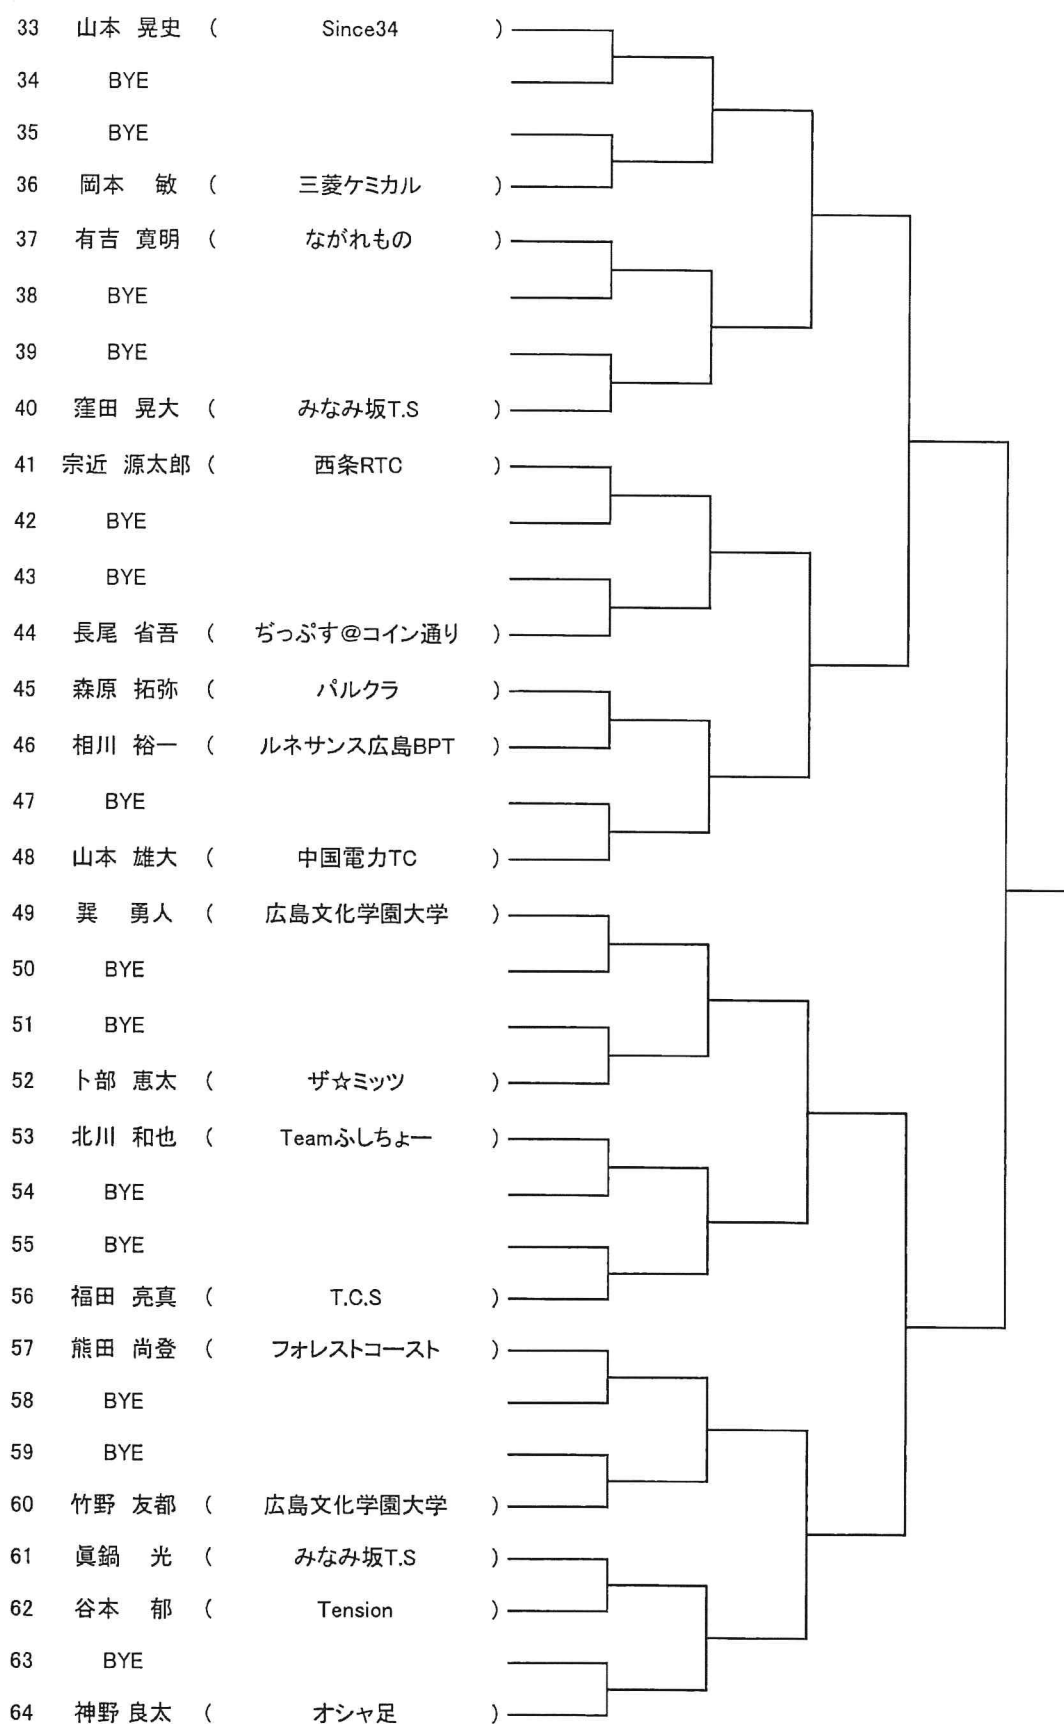 33 山本 晃史 ( Since34 )
34 BYE
35 BYE
36 岡本 敏 ( 三菱ケミカル )
37 有吉 寛明 ( ながれもの )
38 BYE
39 BYE
40 窪田 晃大 ( みなみ坂T.S )
41 宗近 源太郎 ( 西条RTC )
42 BYE
43 BYE
44 長尾 省吾 ( ぢっぷす@コイン通り )
45 森原 拓弥 ( パルクラ )
46 相川 裕一 ( ルネサンス広島BPT )
47 BYE
48 山本 雄大 ( 中国電力TC )
49 巽 勇人 ( 広島文化学園大学 )
50 BYE
51 BYE
52 卜部 恵太 ( ザ☆ミッツ )
53 北川 和也 ( Teamふしちょー )
54 BYE
55 BYE
56 福田 亮真 ( T.C.S )
57 熊田 尚登 ( フォレストコースト )
58 BYE
59 BYE
60 竹野 友都 ( 広島文化学園大学 )
61 眞鍋 光 ( みなみ坂T.S )
62 谷本 郁 ( Tension )
63 BYE
64 神野 良太 ( オシャ足 )